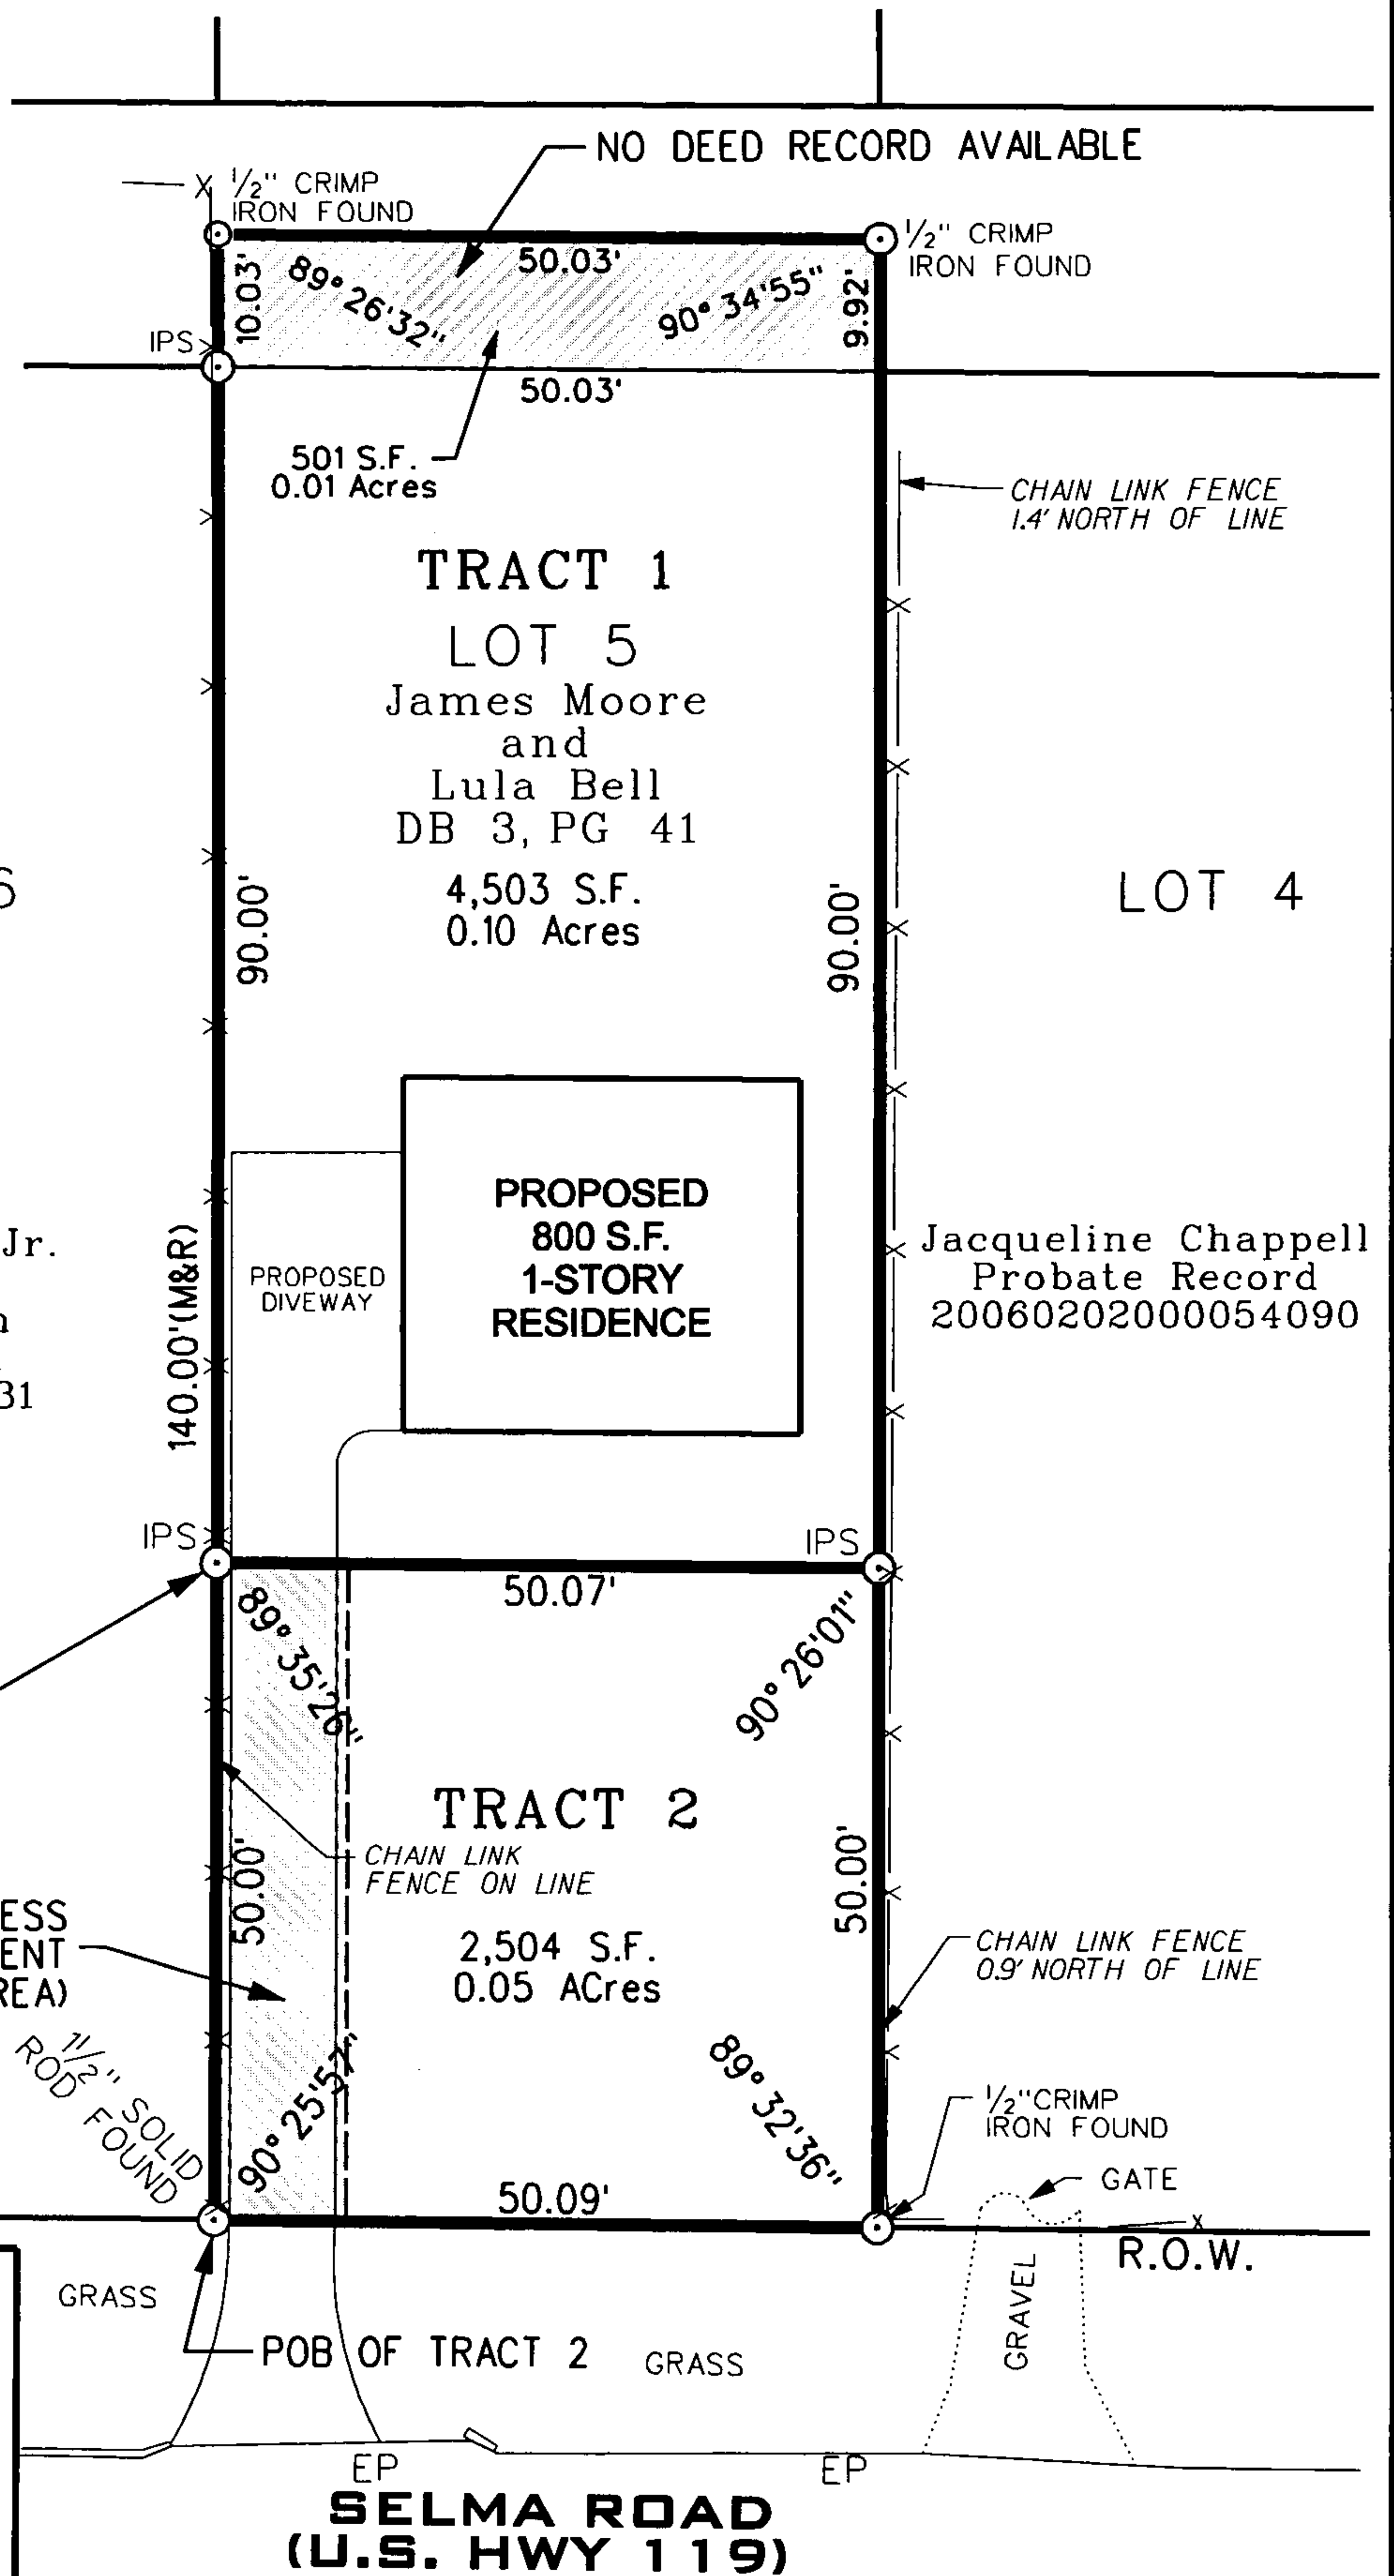 NO DEED RECORD AVAILABLE
X 1/2" CRIMP
IRON FOUND
1/2" CRIMP
IRON FOUND
50.03'
10.03'
89° 26'32"
90° 34'55"
9.92'
IPS
50.03'
501 S.F.
0.01 Acres
CHAIN LINK FENCE
1.4' NORTH OF LINE
TRACT 1
LOT 5
James Moore
and
Lula Bell
DB 3, PG 41
4,503 S.F.
0.10 Acres
90.00'
90.00'
LOT 4
PROPOSED
800 S.F.
1-STORY
RESIDENCE
PROPOSED
DIVEWAY
140.00'(M&R)
Jr.
31
Jacqueline Chappell
Probate Record
20060202000054090
IPS
IPS
50.07'
89° 35'26"
90° 26'01"
TRACT 2
CHAIN LINK
FENCE ON LINE
50.00'
50.00'
2,504 S.F.
0.05 ACres
ESS
ENT
REA)
CHAIN LINK FENCE
0.9' NORTH OF LINE
1 1/2" SOLID
ROD FOUND
90° 25'57"
89° 32'36"
1/2" CRIMP
IRON FOUND
GATE
50.09'
R.O.W.
GRASS
GRAVEL
POB OF TRACT 2
GRASS
EP
EP
SELMA ROAD
(U.S. HWY 119)